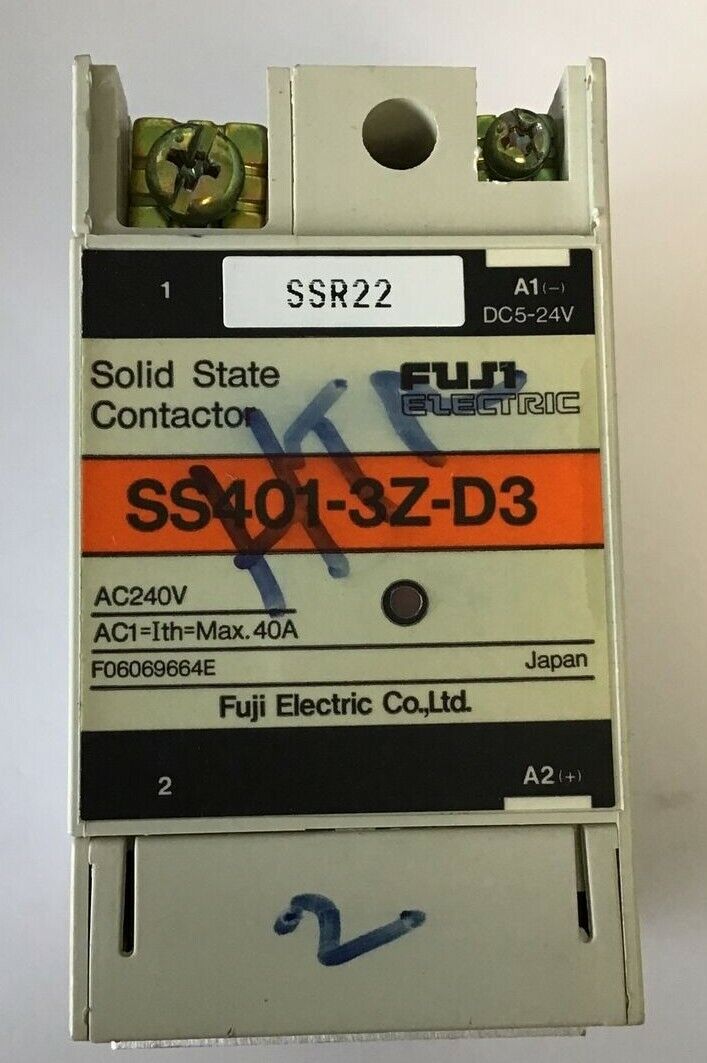 1
SSR22
A1(-)
DC5-24V
Solid State
Contactor
FUJI
ELECTRIC
SS401-3Z-D3
AC240V
AC1=Ith=Max.40A
F06069664E
Japan
Fuji Electric Co.,Ltd.
2
A2(+)
2